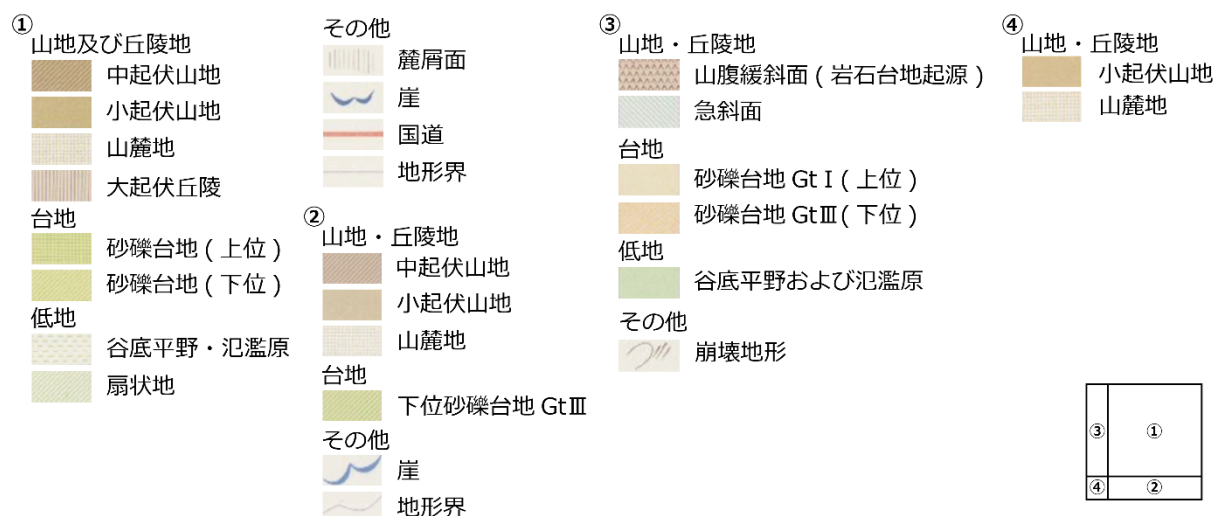 ①
山地及び丘陵地
中起伏山地
小起伏山地
山麓地
大起伏丘陵
台地
砂礫台地 ( 上位 )
砂礫台地 ( 下位 )
低地
谷底平野・氾濫原
扇状地
その他
麓屑面
崖
国道
地形界
②
山地・丘陵地
中起伏山地
小起伏山地
山麓地
台地
下位砂礫台地 GtⅢ
その他
崖
地形界
③
山地・丘陵地
山腹緩斜面 ( 岩石台地起源 )
急斜面
台地
砂礫台地 GtⅠ( 上位 )
砂礫台地 GtⅢ( 下位 )
低地
谷底平野および氾濫原
その他
崩壊地形
④
山地・丘陵地
小起伏山地
山麓地
③ ①
④ ②